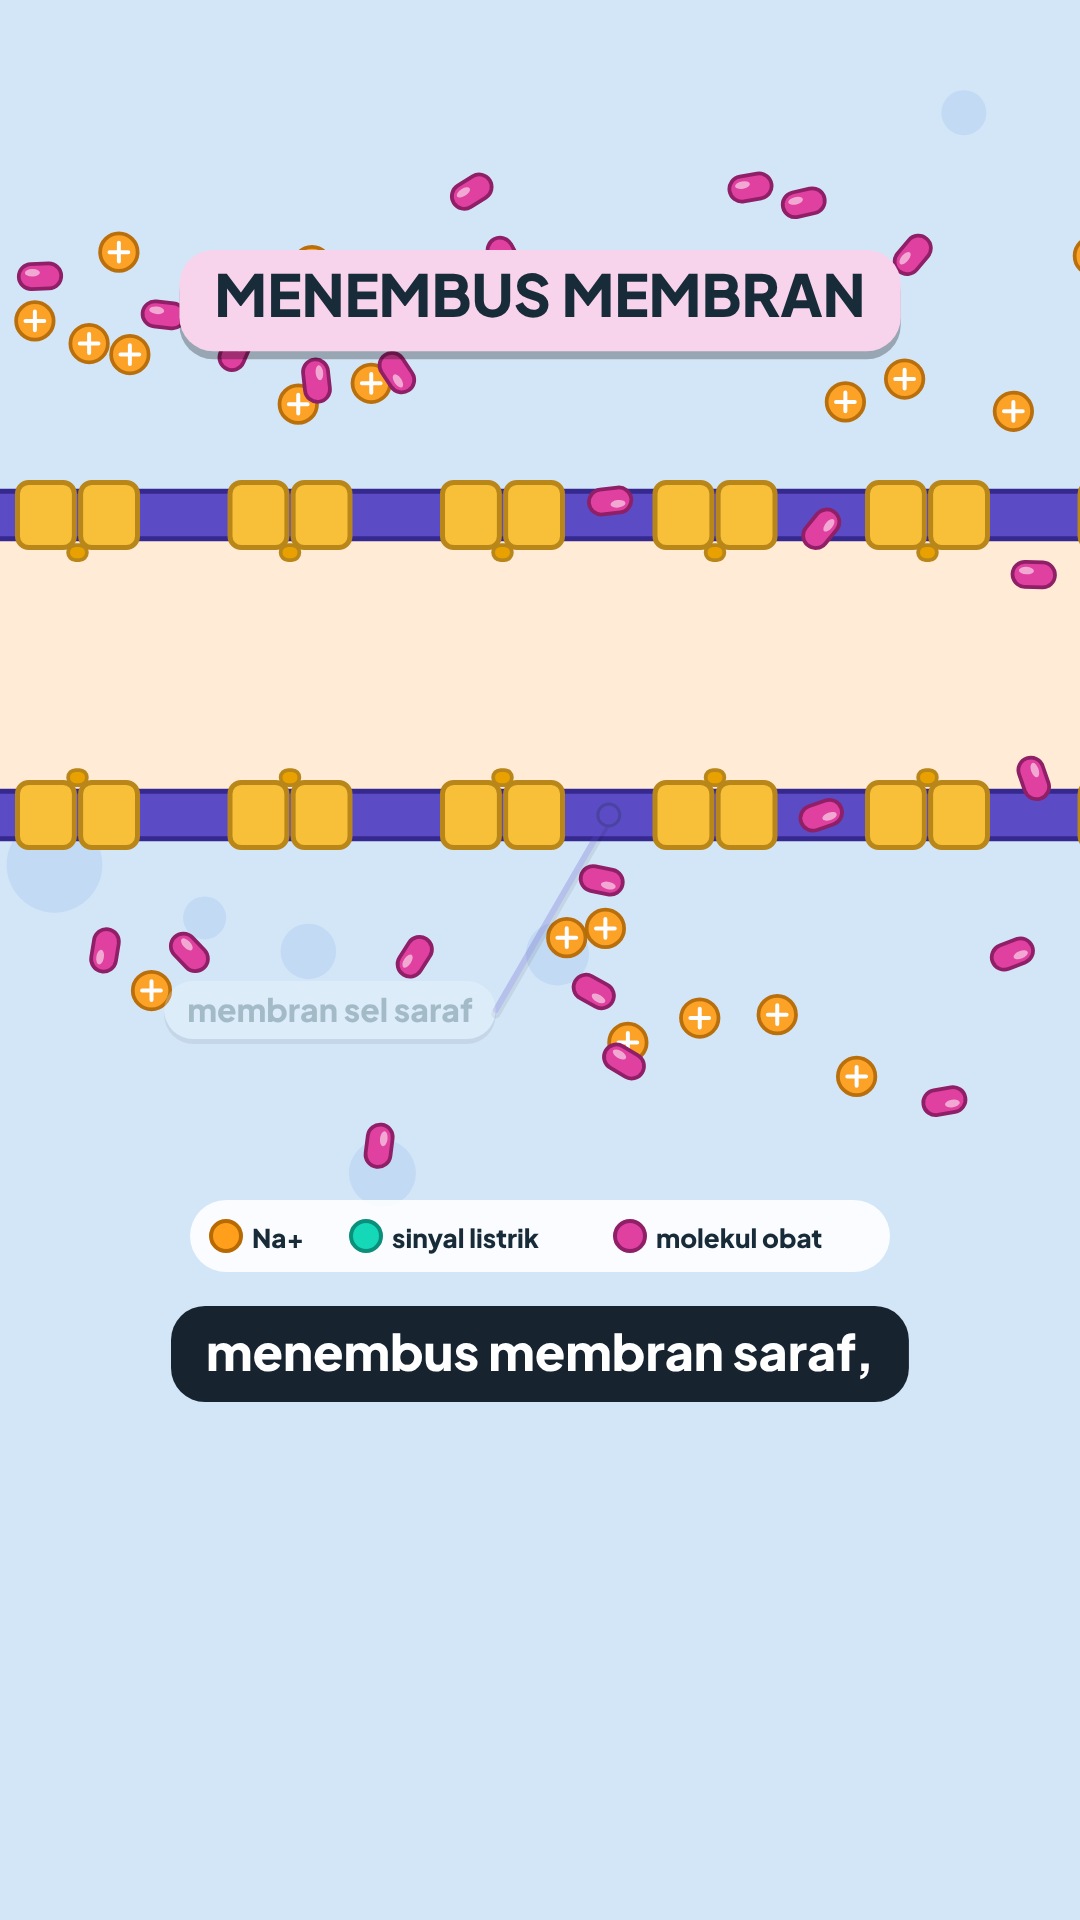 MENEMBUS MEMBRAN
membran sel saraf
Na+
sinyal listrik
molekul obat
menembus membran saraf,